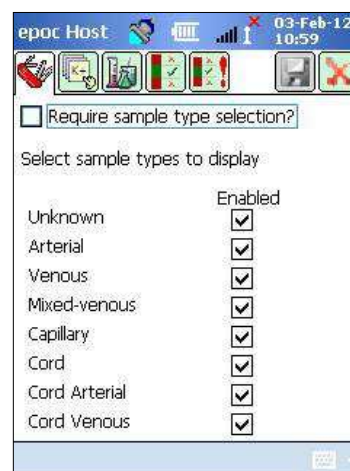 epoc Host 03-Feb-12
10:59
K+
Require sample type selection?
Select sample types to display
Enabled
Unknown
Arterial
Venous
Mixed-venous
Capillary
Cord
Cord Arterial
Cord Venous